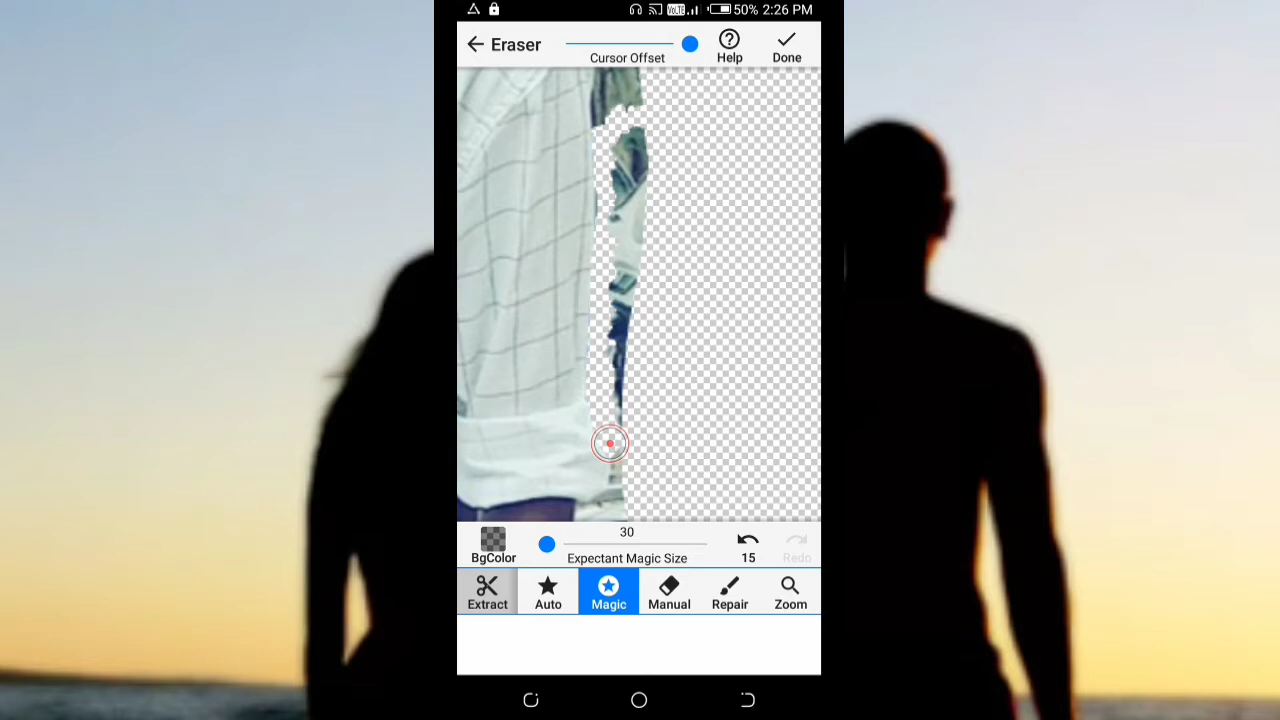 VoLTE 50% 2:26 PM
Eraser
Cursor Offset
Help
Done
30
BgColor
Expectant Magic Size
15
Redo
Extract
Auto
Magic
Manual
Repair
Zoom